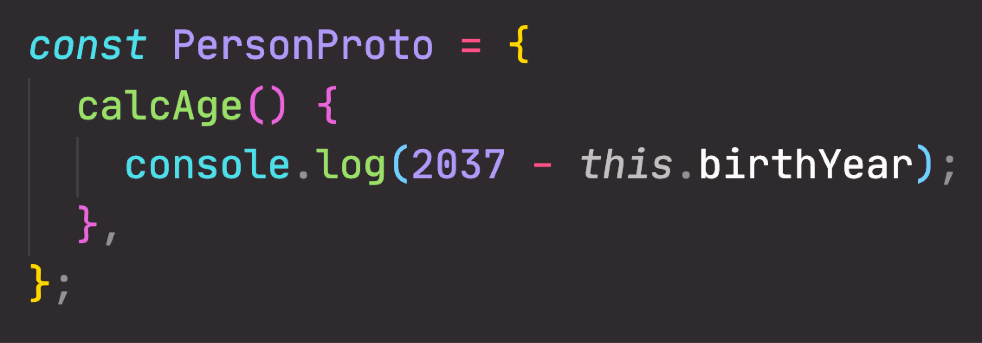 const PersonProto = {
  calcAge() {
    console.log(2037 - this.birthYear);
  },
};